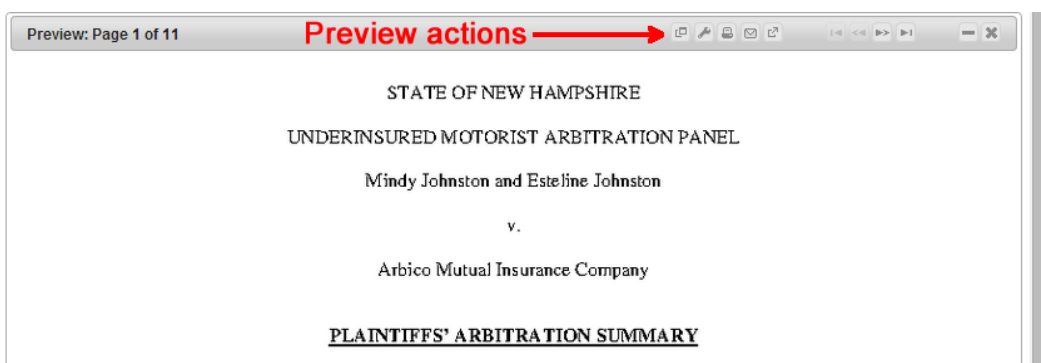 Preview: Page 1 of 11 Preview actions
STATE OF NEW HAMPSHIRE
UNDERINSURED MOTORIST ARBITRATION PANEL
Mindy Johnston and Esteline Johnston
v.
Arbico Mutual Insurance Company
PLAINTIFFS' ARBITRATION SUMMARY